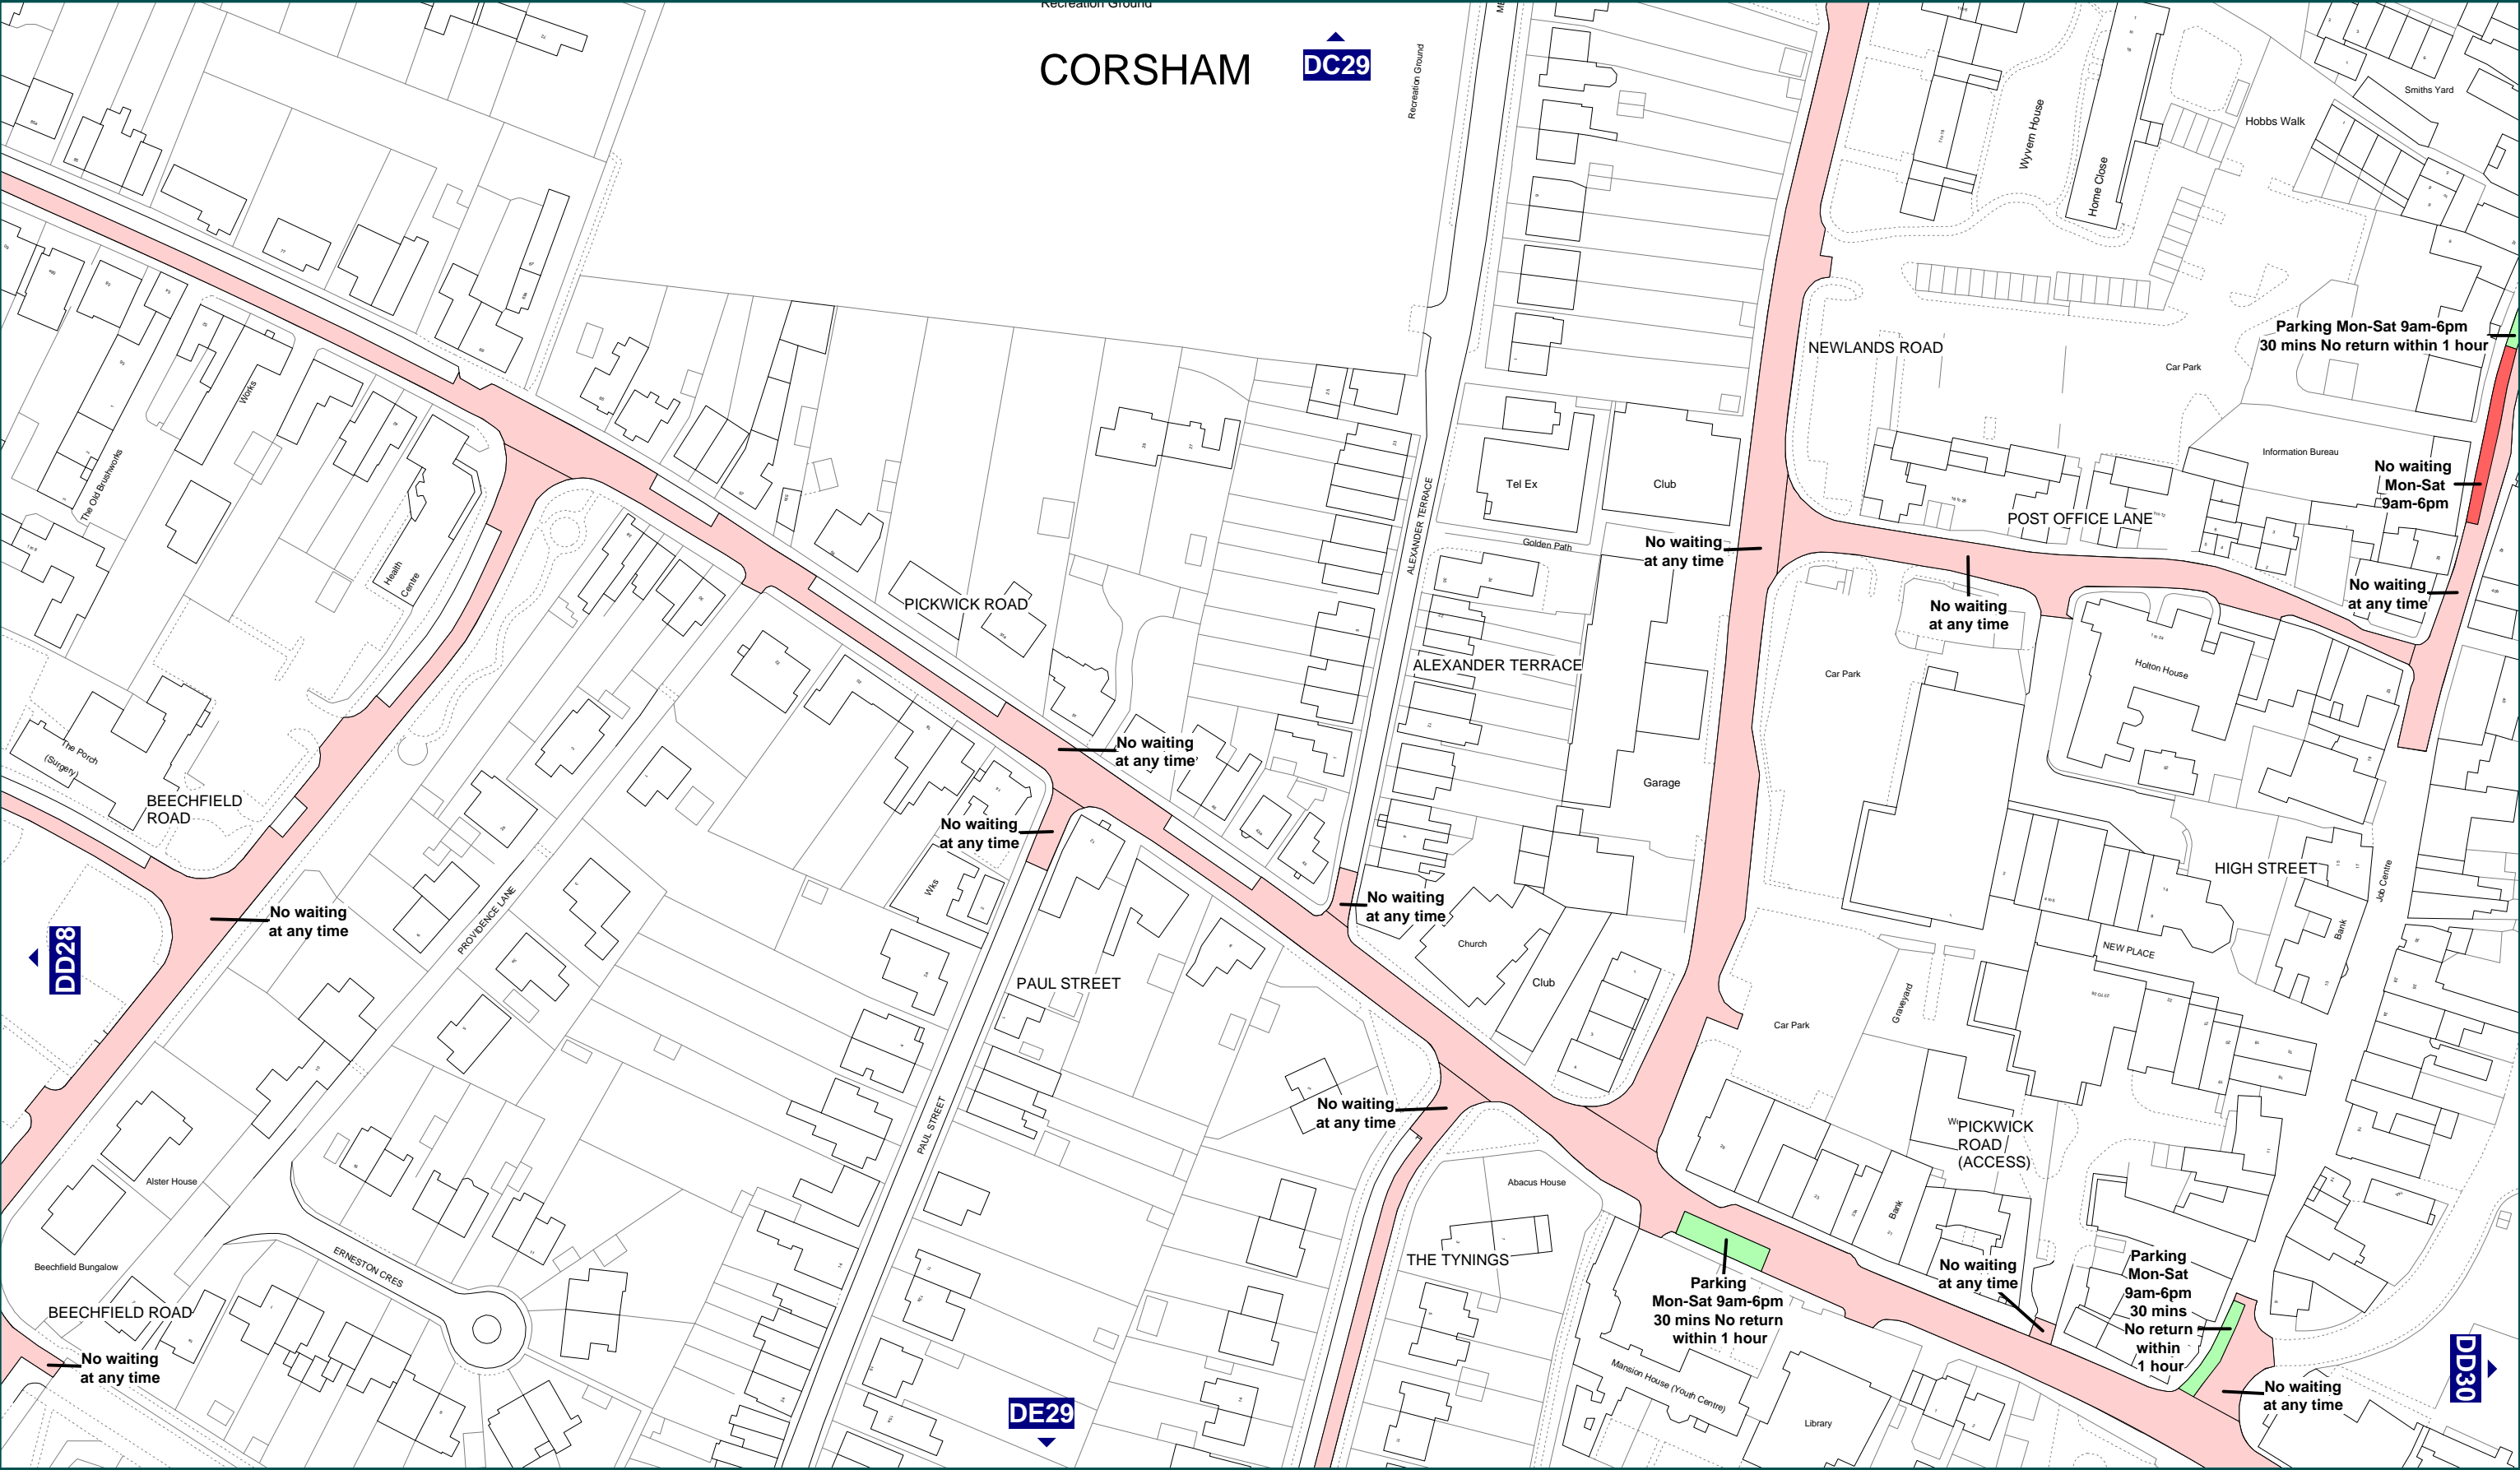 Recreation Ground
CORSHAM
DC29
Recreation Ground
Wyvern House
Home Close
Hobbs Walk
Smiths Yard
NEWLANDS ROAD
Car Park
Parking Mon-Sat 9am-6pm
30 mins No return within 1 hour
Information Bureau
No waiting
Mon-Sat
9am-6pm
Works
The Old Brushworks
Health
Centre
Tel Ex
Club
ALEXANDER TERRACE
Golden Path
No waiting
at any time
POST OFFICE LANE
No waiting
at any time
No waiting
at any time
PICKWICK ROAD
ALEXANDER TERRACE
Car Park
Holton House
The Porch
(Surgery)
BEECHFIELD
ROAD
No waiting
at any time
Garage
No waiting
at any time
Wks
No waiting
at any time
HIGH STREET
Job Centre
Bank
DD28
No waiting
at any time
PROVIDENCE LANE
Church
Club
NEW PLACE
PAUL STREET
Graveyard
Car Park
No waiting
at any time
PAUL STREET
PICKWICK
ROAD
(ACCESS)
Alster House
Abacus House
Bank
Beechfield Bungalow
ERNESTON CRES
THE TYNINGS
BEECHFIELD ROAD
No waiting
at any time
Parking
Mon-Sat 9am-6pm
30 mins No return
within 1 hour
No waiting
at any time
Parking
Mon-Sat
9am-6pm
30 mins
No return
within
1 hour
DD30
Mansion House (Youth Centre)
Library
No waiting
at any time
DE29